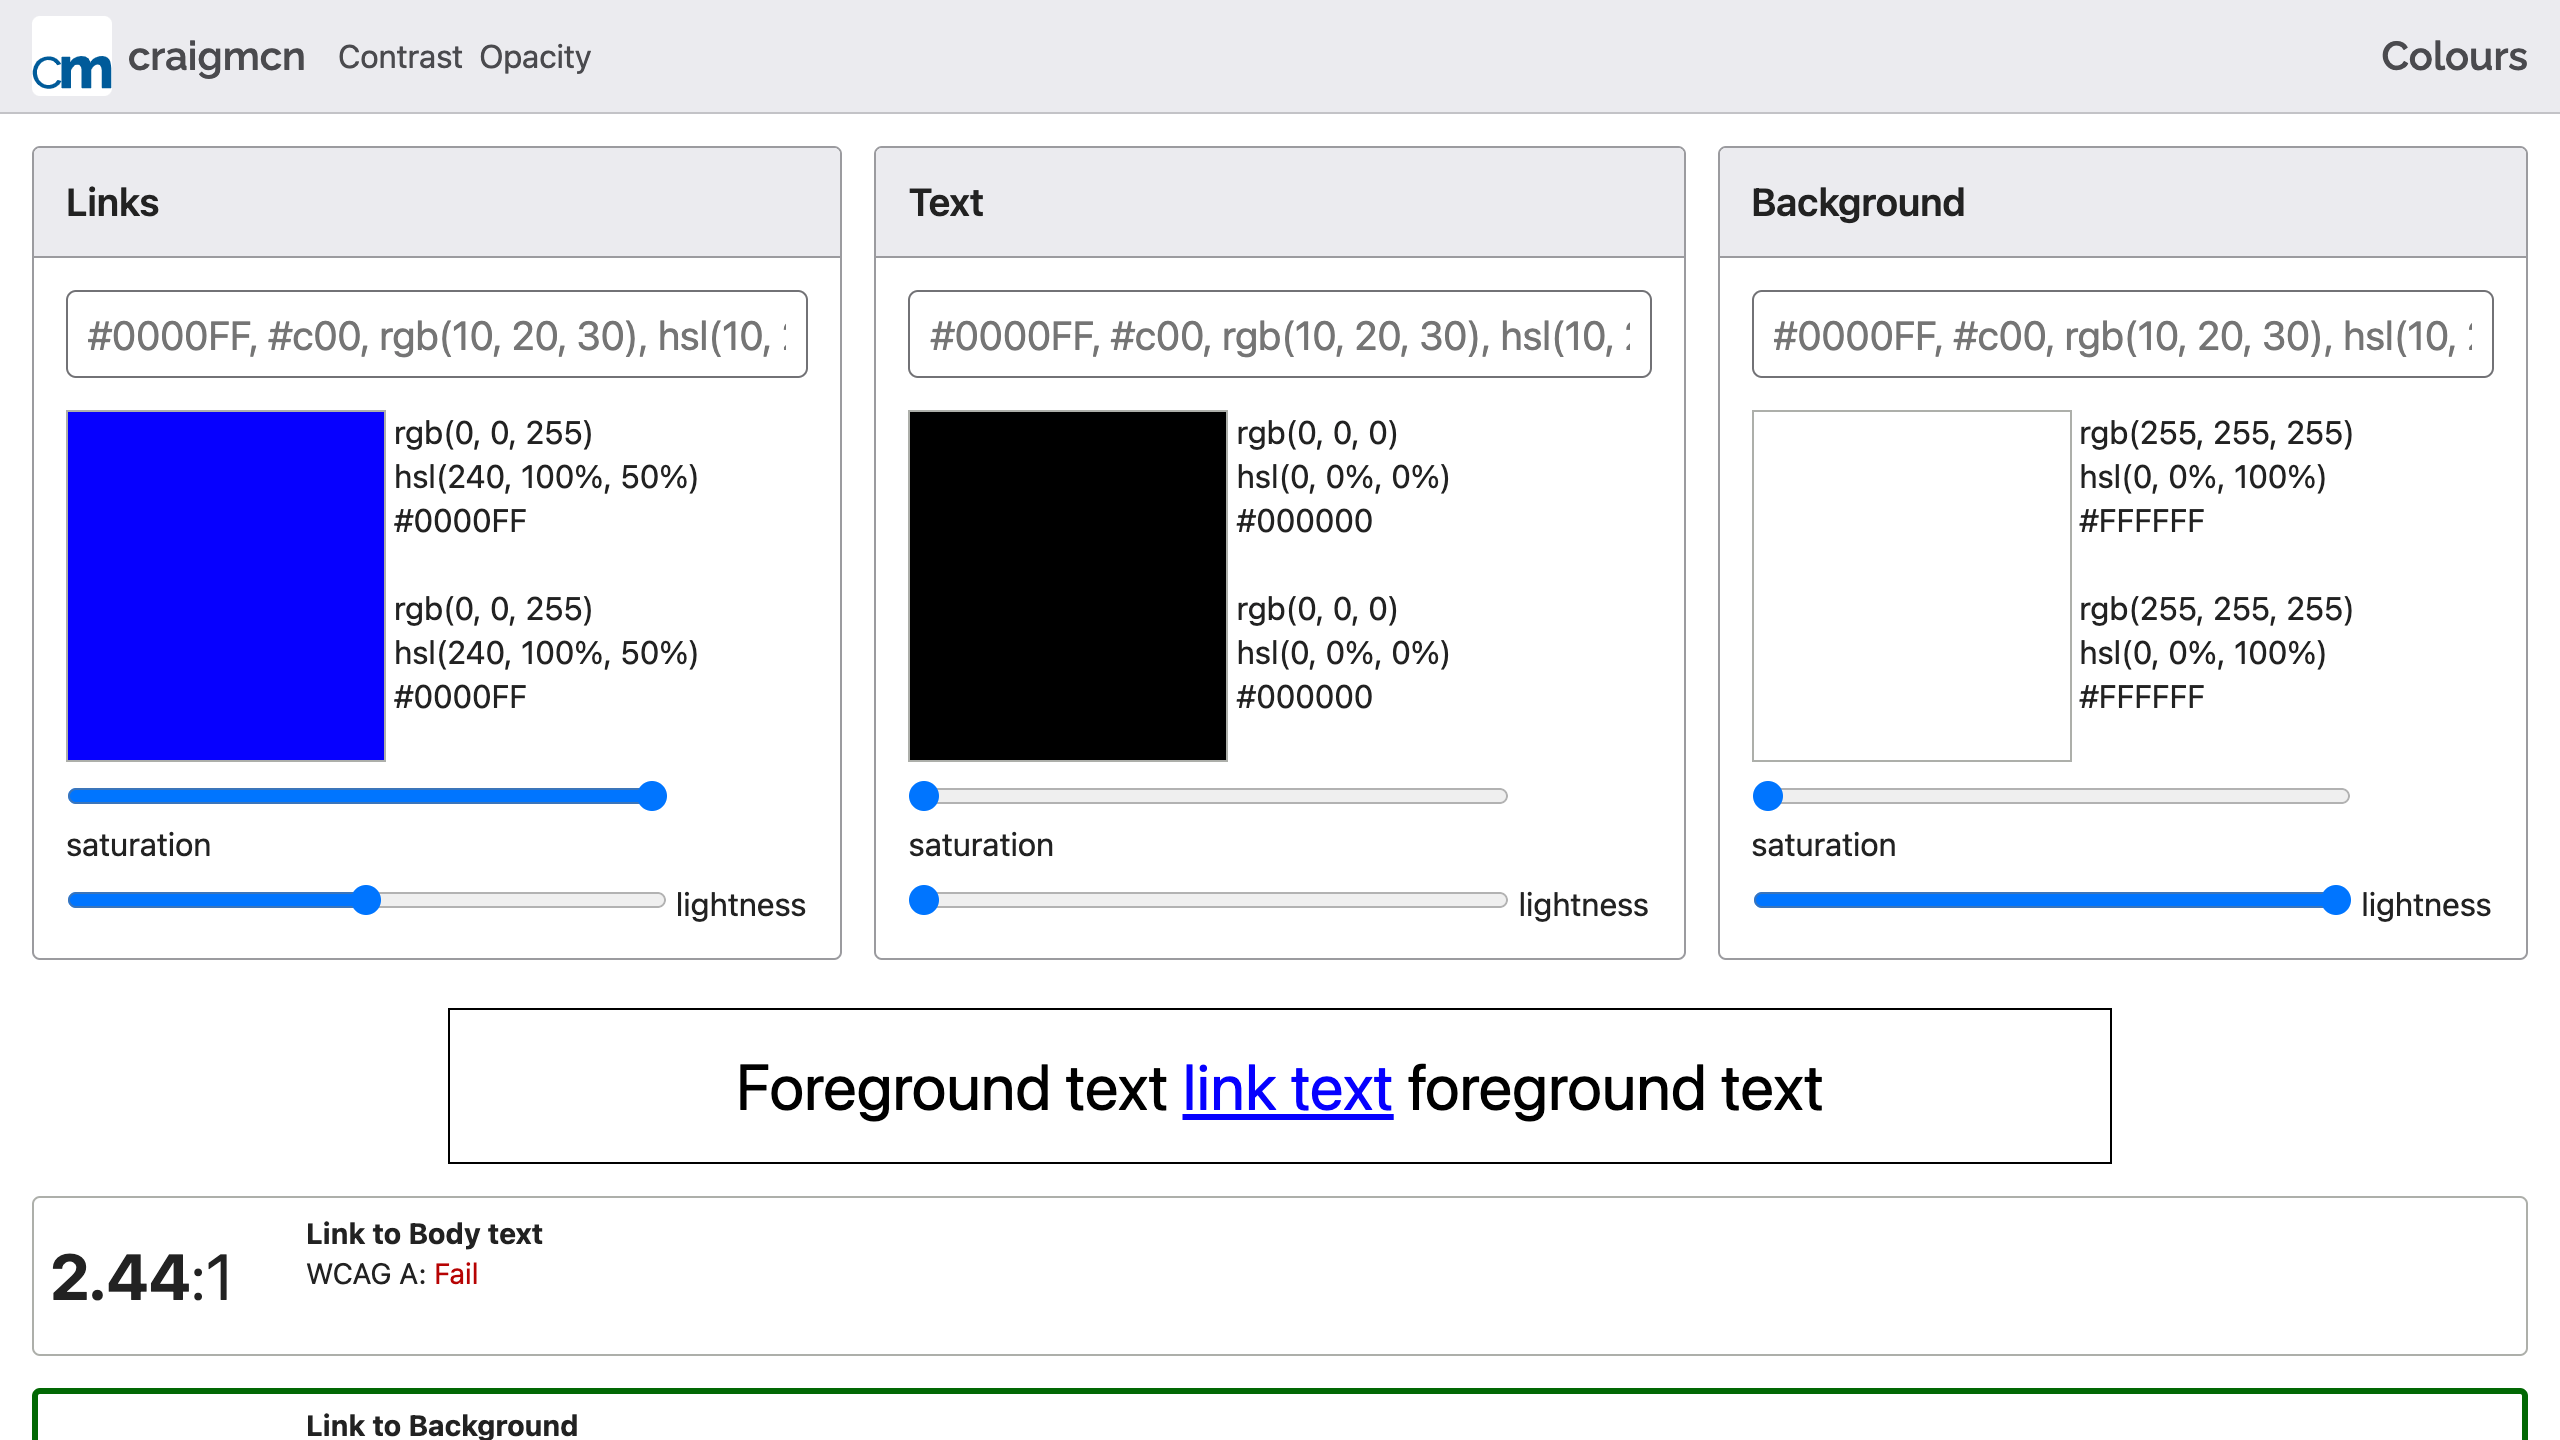 cm craigmcn Contrast Opacity Colours
Links
#0000FF, #c00, rgb(10, 20, 30), hsl(10,
rgb(0, 0, 255)
hsl(240, 100%, 50%)
#0000FF
rgb(0, 0, 255)
hsl(240, 100%, 50%)
#0000FF
saturation
lightness
Text
#0000FF, #c00, rgb(10, 20, 30), hsl(10,
rgb(0, 0, 0)
hsl(0, 0%, 0%)
#000000
rgb(0, 0, 0)
hsl(0, 0%, 0%)
#000000
saturation
lightness
Background
#0000FF, #c00, rgb(10, 20, 30), hsl(10,
rgb(255, 255, 255)
hsl(0, 0%, 100%)
#FFFFFF
rgb(255, 255, 255)
hsl(0, 0%, 100%)
#FFFFFF
saturation
lightness
Foreground text link text foreground text
2.44:1
Link to Body text
WCAG A: Fail
Link to Background